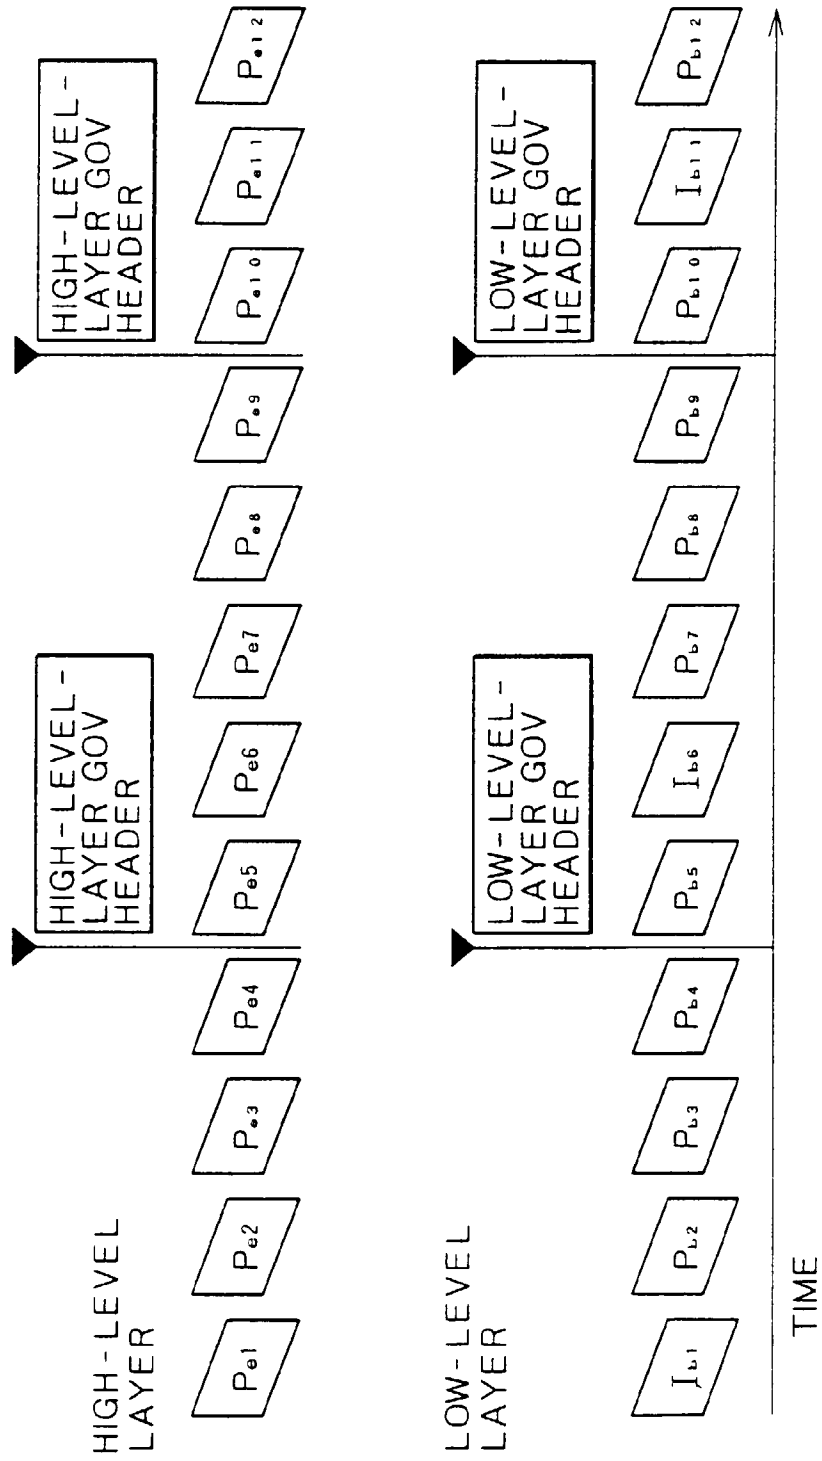 HIGH-LEVEL
LAYER
HIGH-LEVEL-
LAYER GOV
HEADER
HIGH-LEVEL-
LAYER GOV
HEADER
Pe1 Pe2 Pe3 Pe4 Pe5 Pe6 Pe7 Pe8 Pe9 Pe10 Pe11 Pe12
LOW-LEVEL
LAYER
LOW-LEVEL-
LAYER GOV
HEADER
LOW-LEVEL-
LAYER GOV
HEADER
Ib1 Pb2 Pb3 Pb4 Pb5 Ib6 Pb7 Pb8 Pb9 Pb10 Ib11 Pb12
TIME